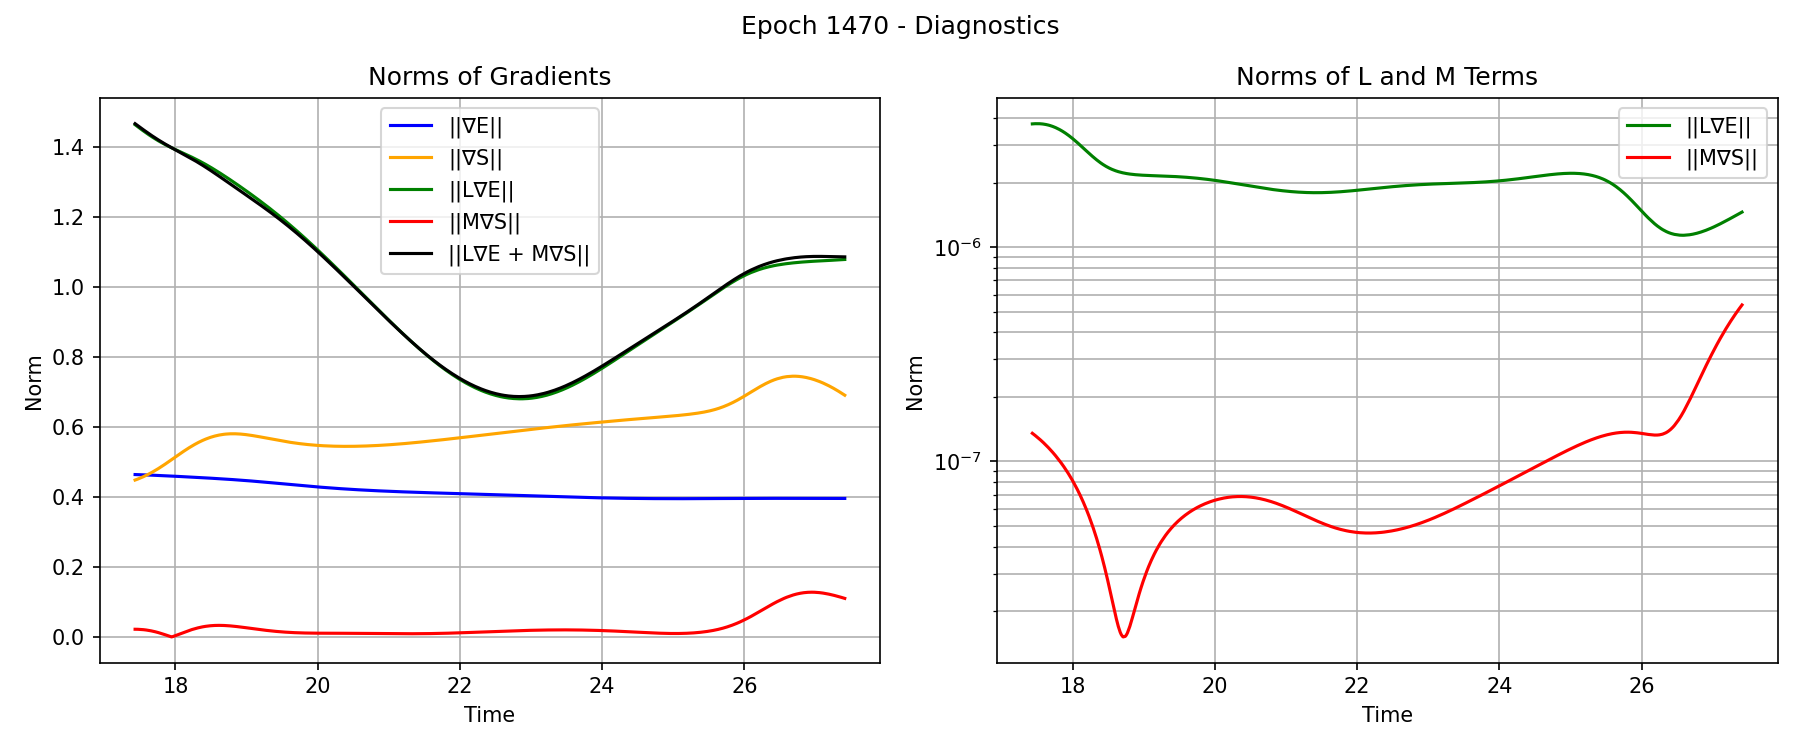 Epoch 1470 - Diagnostics
Norms of Gradients
||∇E||
||∇S||
||L∇E||
||M∇S||
||L∇E + M∇S||
Norm
1.4
1.2
1.0
0.8
0.6
0.4
0.2
0.0
18 20 22 24 26
Time
Norms of L and M Terms
||L∇E||
||M∇S||
Norm
10⁻⁶
10⁻⁷
18 20 22 24 26
Time